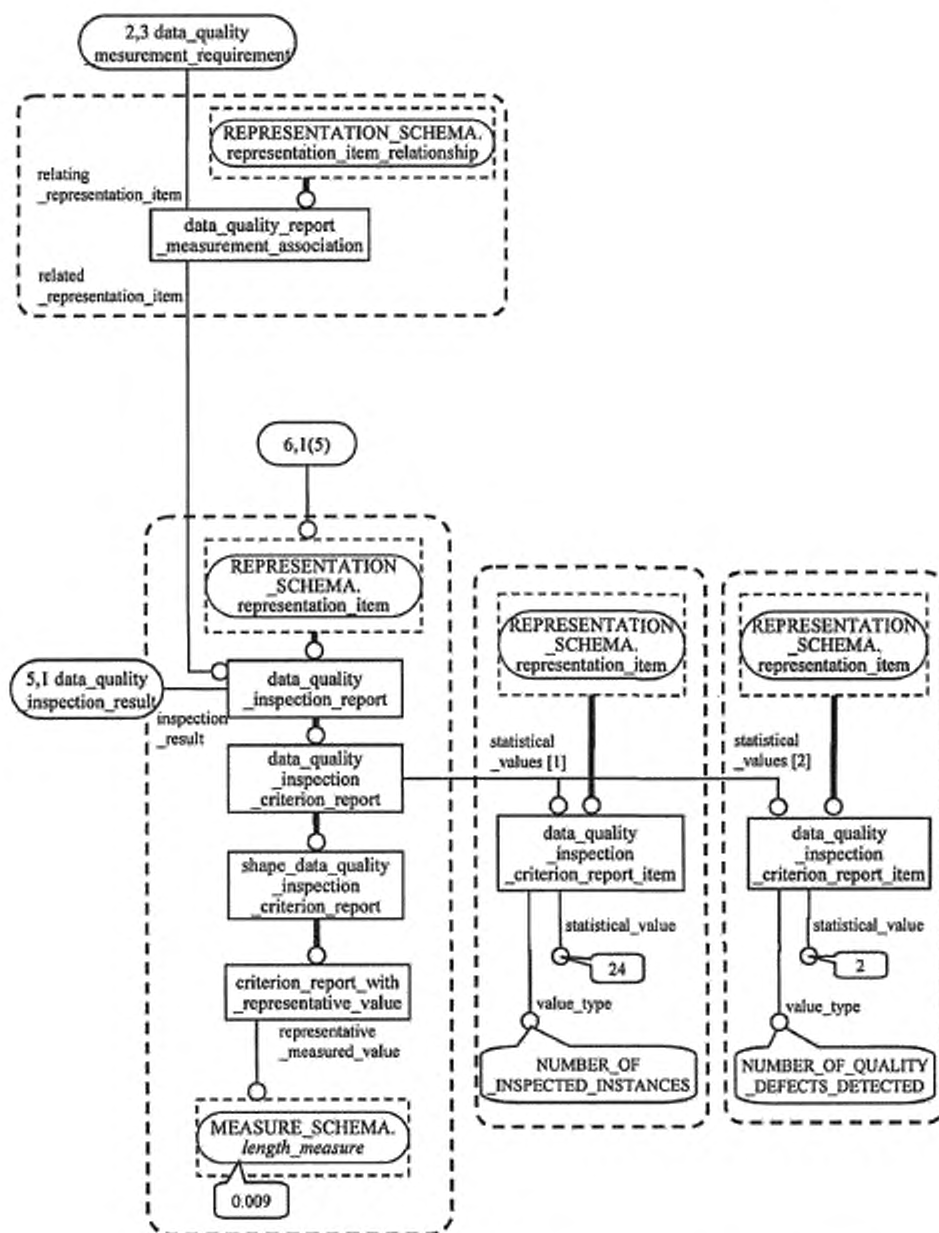 2,3 data_quality
_mesurement_requirement
REPRESENTATION_SCHEMA.
representation_item_relationship
relating
_representation_item
data_quality_report
_measurement_association
related
_representation_item
6,1(5)
REPRESENTATION
_SCHEMA.
representation_item
5,1 data_quality
inspection_result
data_quality
_inspection_report
inspection
_result
data_quality
_inspection
_criterion_report
shape_data_quality
_inspection
_criterion_report
criterion_report_with
_representative_value
representative
_measured_value
MEASURE_SCHEMA.
length_measure
0.009
REPRESENTATION
_SCHEMA.
representation_item
statistical
_values [1]
data_quality
_inspection
_criterion_report_item
statistical_value
24
value_type
NUMBER_OF
_INSPECTED_INSTANCES
REPRESENTATION
_SCHEMA.
representation_item
statistical
_values [2]
data_quality
_inspection
_criterion_report_item
statistical_value
2
value_type
NUMBER_OF_QUALITY
_DEFECTS_DETECTED